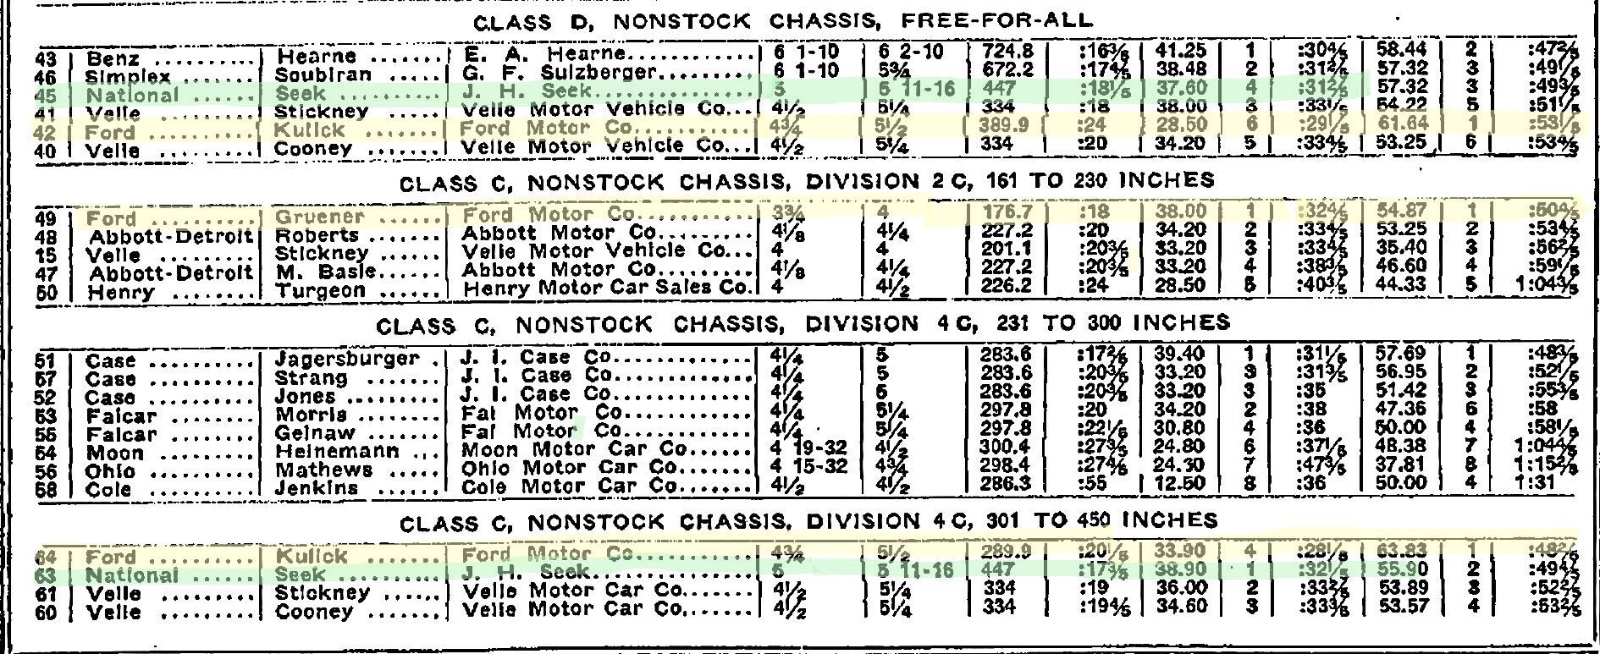 CLASS D, NONSTOCK CHASSIS, FREE-FOR-ALL
43 Benz .......... Hearne ....... E. A. Hearne............ 6 1-10 6 2-10 724.8 :16⅗ 41.25 1 :30⅘ 58.44 2 :47⅖
46 Simplex ....... Soubiran ..... G. F. Sulzberger......... 6 1-10 5¾ 672.2 :17⅘ 38.48 2 :31⅖ 57.32 3 :49⅕
45 National ...... Seek ......... J. H. Seek............... 5 5 11-16 447 :18⅕ 37.60 4 :31⅖ 57.32 3 :49⅗
41 Velie ......... Stickney ..... Velie Motor Vehicle Co... 4½ 5¼ 334 :18 38.00 3 :33⅕ 54.22 5 :51⅕
42 Ford .......... Kulick ....... Ford Motor Co............ 4¾ 5½ 389.9 :24 28.50 6 :29⅕ 61.64 1 :53⅕
40 Velie ......... Cooney ....... Velie Motor Vehicle Co... 4½ 5¼ 334 :20 34.20 5 :33⅘ 53.25 6 :53⅘
CLASS C, NONSTOCK CHASSIS, DIVISION 2 C, 161 TO 230 INCHES
49 Ford .......... Gruener ...... Ford Motor Co............ 3¾ 4 176.7 :18 38.00 1 :32⅘ 54.87 1 :50⅘
48 Abbott-Detroit Roberts ....... Abbott Motor Co.......... 4⅛ 4¼ 227.2 :20 34.20 2 :33⅘ 53.25 2 :53⅘
15 Velie ......... Stickney ..... Velie Motor Vehicle Co... 4 4 201.1 :20⅗ 33.20 3 :33⅘ 35.40 3 :56⅖
47 Abbott-Detroit M. Basle....... Abbott Motor Co.......... 4⅛ 4¼ 227.2 :20⅗ 33.20 4 :38⅗ 46.60 4 :59⅕
50 Henry ........ Turgeon ...... Henry Motor Car Sales Co. 4 4½ 226.2 :24 28.50 5 :40⅗ 44.33 5 1:04⅗
CLASS C, NONSTOCK CHASSIS, DIVISION 4 C, 231 TO 300 INCHES
51 Case .......... Jagersburger . J. I. Case Co............ 4¼ 5 283.6 :17⅖ 39.40 1 :31⅕ 57.69 1 :48⅗
57 Case .......... Strang ....... J. I. Case Co............ 4¼ 5 283.6 :20⅗ 33.20 3 :31⅗ 56.95 2 :52⅕
52 Case .......... Jones ........ J. I. Case Co............ 4¼ 5 283.6 :20⅗ 33.20 3 :35 51.42 3 :55⅗
53 Falcar ........ Morris ....... Fal Motor Co............. 4¼ 5¼ 297.8 :20 34.20 2 :38 47.36 6 :58
55 Falcar ........ Gelnaw ....... Fal Motor Co............. 4¼ 5¼ 297.8 :22⅕ 30.80 4 :36 50.00 4 :58⅕
54 Moon .......... Heinemann ... Moon Motor Car Co....... 4 19-32 4½ 300.4 :27⅗ 24.80 6 :37⅕ 48.38 7 1:04⅘
56 Ohio .......... Mathews ...... Ohio Motor Car Co....... 4 15-32 4¾ 298.4 :27⅘ 24.30 7 :47⅗ 37.81 8 1:15⅖
58 Cole .......... Jenkins ...... Cole Motor Car Co........ 4½ 4½ 286.3 :55 12.50 8 :36 50.00 4 1:31
CLASS C, NONSTOCK CHASSIS, DIVISION 4 C, 301 TO 450 INCHES
64 Ford .......... Kulick ....... Ford Motor Co............ 4¾ 5½ 289.9 :20⅕ 33.90 4 :28⅕ 63.83 1 :48⅖
63 National ...... Seek ......... J. H. Seek............... 5 5 11-16 447 :17⅗ 38.90 1 :32⅕ 55.90 2 :49⅘
61 Velie ......... Stickney ..... Velie Motor Car Co....... 4½ 5¼ 334 :19 36.00 2 :33⅖ 53.89 3 :52⅖
60 Velie ......... Cooney ....... Velie Motor Car Co....... 4½ 5¼ 334 :19⅘ 34.60 3 :33⅗ 53.57 4 :53⅖